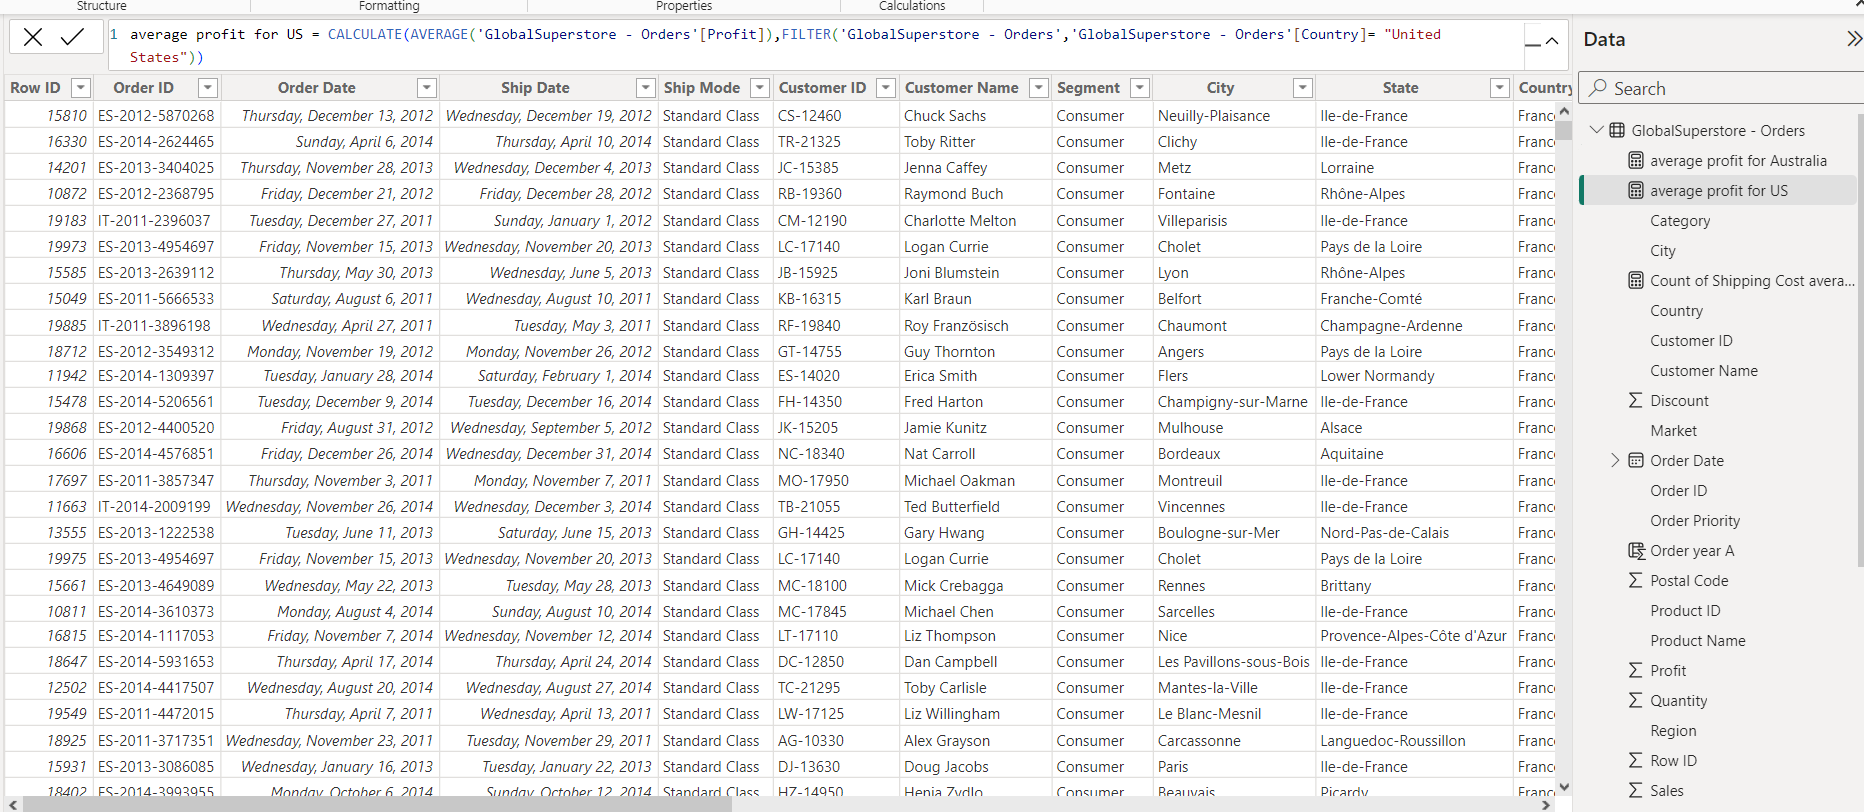 Structure Formatting Properties Calculations
1 average profit for US = CALCULATE(AVERAGE('GlobalSuperstore - Orders'[Profit]),FILTER('GlobalSuperstore - Orders','GlobalSuperstore - Orders'[Country]= "United
States"))
Row ID Order ID Order Date Ship Date Ship Mode Customer ID Customer Name Segment City State Country
15810 ES-2012-5870268 Thursday, December 13, 2012 Wednesday, December 19, 2012 Standard Class CS-12460 Chuck Sachs Consumer Neuilly-Plaisance Ile-de-France Franc
16330 ES-2014-2624465 Sunday, April 6, 2014 Thursday, April 10, 2014 Standard Class TR-21325 Toby Ritter Consumer Clichy Ile-de-France Franc
14201 ES-2013-3404025 Thursday, November 28, 2013 Wednesday, December 4, 2013 Standard Class JC-15385 Jenna Caffey Consumer Metz Lorraine Franc
10872 ES-2012-2368795 Friday, December 21, 2012 Friday, December 28, 2012 Standard Class RB-19360 Raymond Buch Consumer Fontaine Rhône-Alpes Franc
19183 IT-2011-2396037 Tuesday, December 27, 2011 Sunday, January 1, 2012 Standard Class CM-12190 Charlotte Melton Consumer Villeparisis Ile-de-France Franc
19973 ES-2013-4954697 Friday, November 15, 2013 Wednesday, November 20, 2013 Standard Class LC-17140 Logan Currie Consumer Cholet Pays de la Loire Franc
15585 ES-2013-2639112 Thursday, May 30, 2013 Wednesday, June 5, 2013 Standard Class JB-15925 Joni Blumstein Consumer Lyon Rhône-Alpes Franc
15049 ES-2011-5666533 Saturday, August 6, 2011 Wednesday, August 10, 2011 Standard Class KB-16315 Karl Braun Consumer Belfort Franche-Comté Franc
19885 IT-2011-3896198 Wednesday, April 27, 2011 Tuesday, May 3, 2011 Standard Class RF-19840 Roy Französisch Consumer Chaumont Champagne-Ardenne Franc
18712 ES-2012-3549312 Monday, November 19, 2012 Monday, November 26, 2012 Standard Class GT-14755 Guy Thornton Consumer Angers Pays de la Loire Franc
11942 ES-2014-1309397 Tuesday, January 28, 2014 Saturday, February 1, 2014 Standard Class ES-14020 Erica Smith Consumer Flers Lower Normandy Franc
15478 ES-2014-5206561 Tuesday, December 9, 2014 Tuesday, December 16, 2014 Standard Class FH-14350 Fred Harton Consumer Champigny-sur-Marne Ile-de-France Franc
19868 ES-2012-4400520 Friday, August 31, 2012 Wednesday, September 5, 2012 Standard Class JK-15205 Jamie Kunitz Consumer Mulhouse Alsace Franc
16606 ES-2014-4576851 Friday, December 26, 2014 Wednesday, December 31, 2014 Standard Class NC-18340 Nat Carroll Consumer Bordeaux Aquitaine Franc
17697 ES-2011-3857347 Thursday, November 3, 2011 Monday, November 7, 2011 Standard Class MO-17950 Michael Oakman Consumer Montreuil Ile-de-France Franc
11663 IT-2014-2009199 Wednesday, November 26, 2014 Wednesday, December 3, 2014 Standard Class TB-21055 Ted Butterfield Consumer Vincennes Ile-de-France Franc
13555 ES-2013-1222538 Tuesday, June 11, 2013 Saturday, June 15, 2013 Standard Class GH-14425 Gary Hwang Consumer Boulogne-sur-Mer Nord-Pas-de-Calais Franc
19975 ES-2013-4954697 Friday, November 15, 2013 Wednesday, November 20, 2013 Standard Class LC-17140 Logan Currie Consumer Cholet Pays de la Loire Franc
15661 ES-2013-4649089 Wednesday, May 22, 2013 Tuesday, May 28, 2013 Standard Class MC-18100 Mick Crebagga Consumer Rennes Brittany Franc
10811 ES-2014-3610373 Monday, August 4, 2014 Sunday, August 10, 2014 Standard Class MC-17845 Michael Chen Consumer Sarcelles Ile-de-France Franc
16815 ES-2014-1117053 Friday, November 7, 2014 Wednesday, November 12, 2014 Standard Class LT-17110 Liz Thompson Consumer Nice Provence-Alpes-Côte d'Azur Franc
18647 ES-2014-5931653 Thursday, April 17, 2014 Thursday, April 24, 2014 Standard Class DC-12850 Dan Campbell Consumer Les Pavillons-sous-Bois Ile-de-France Franc
12502 ES-2014-4417507 Wednesday, August 20, 2014 Wednesday, August 27, 2014 Standard Class TC-21295 Toby Carlisle Consumer Mantes-la-Ville Ile-de-France Franc
19549 ES-2011-4472015 Thursday, April 7, 2011 Wednesday, April 13, 2011 Standard Class LW-17125 Liz Willingham Consumer Le Blanc-Mesnil Ile-de-France Franc
18925 ES-2011-3717351 Wednesday, November 23, 2011 Tuesday, November 29, 2011 Standard Class AG-10330 Alex Grayson Consumer Carcassonne Languedoc-Roussillon Franc
15931 ES-2013-3086085 Wednesday, January 16, 2013 Tuesday, January 22, 2013 Standard Class DJ-13630 Doug Jacobs Consumer Paris Ile-de-France Franc
18402 ES-2014-3993955 Monday, October 6, 2014 Sunday, October 12, 2014 Standard Class HZ-14950 Henia Zydlo Consumer Beauvais Picardy Franc
Data
Search
GlobalSuperstore - Orders
average profit for Australia
average profit for US
Category
City
Count of Shipping Cost avera...
Country
Customer ID
Customer Name
Discount
Market
Order Date
Order ID
Order Priority
Order year A
Postal Code
Product ID
Product Name
Profit
Quantity
Region
Row ID
Sales